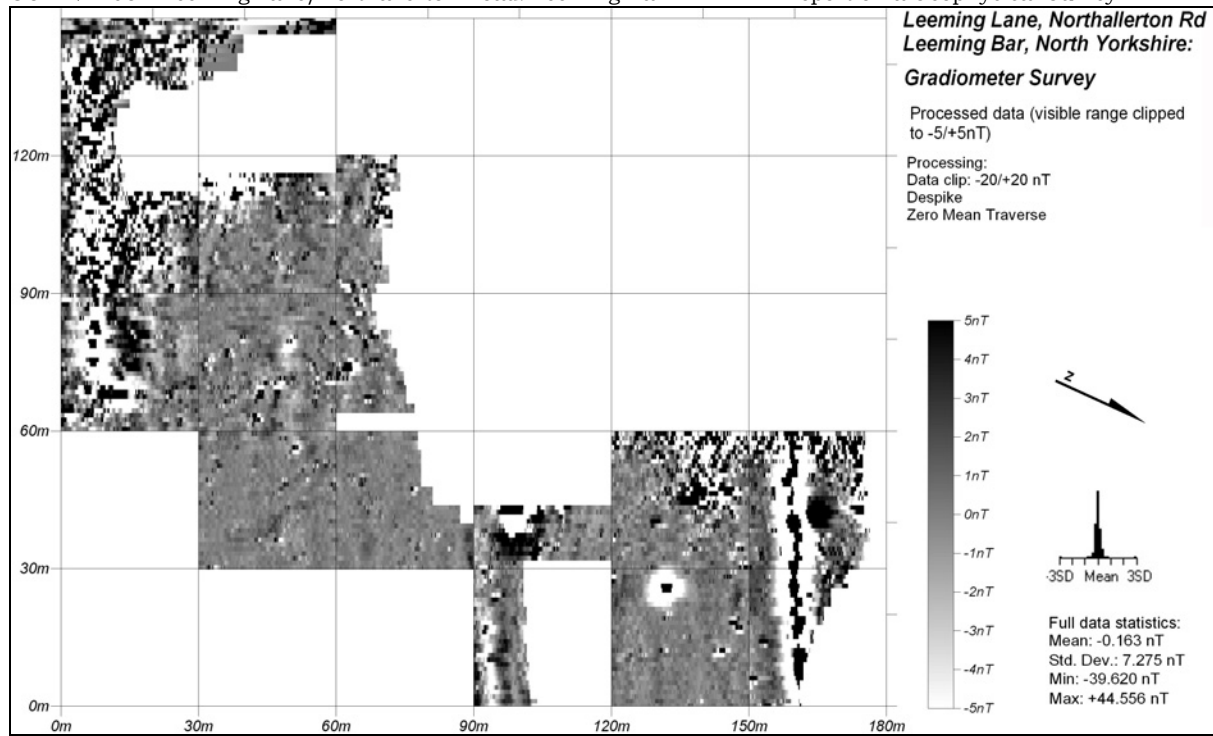 Leeming Lane, Northallerton Rd
Leeming Bar, North Yorkshire:
Gradiometer Survey
Processed data (visible range clipped
to -5/+5nT)
Processing:
Data clip: -20/+20 nT
Despike
Zero Mean Traverse
120m
90m
60m
30m
0m
0m
30m
60m
90m
120m
150m
180m
5nT
4nT
3nT
2nT
1nT
0nT
-1nT
-2nT
-3nT
-4nT
-5nT
N
-3SD Mean 3SD
Full data statistics:
Mean: -0.163 nT
Std. Dev.: 7.275 nT
Min: -39.620 nT
Max: +44.556 nT